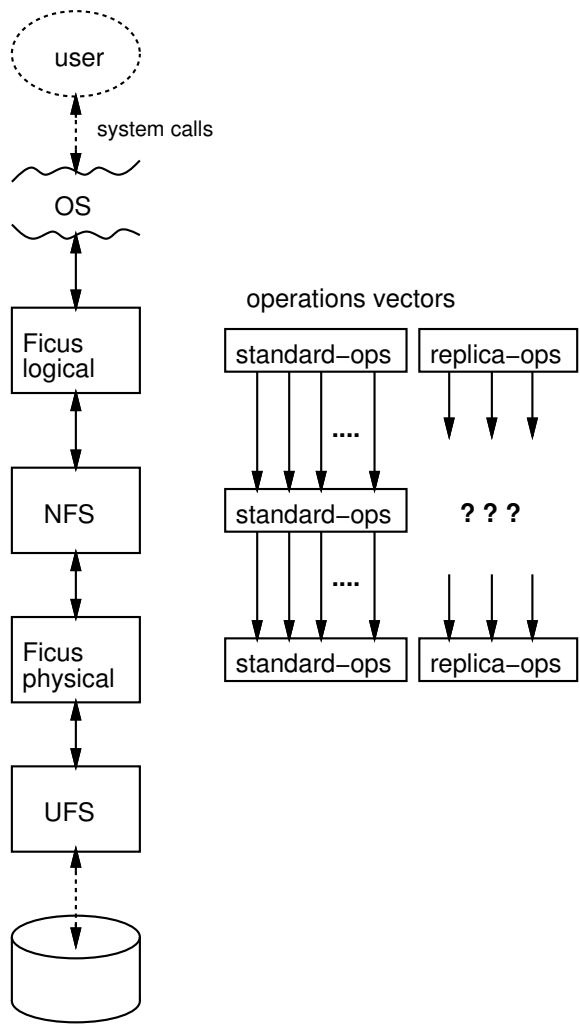 user
system calls
OS
operations vectors
Ficus
logical
standard−ops
replica−ops
....
NFS
standard−ops
? ? ?
....
Ficus
physical
standard−ops
replica−ops
UFS